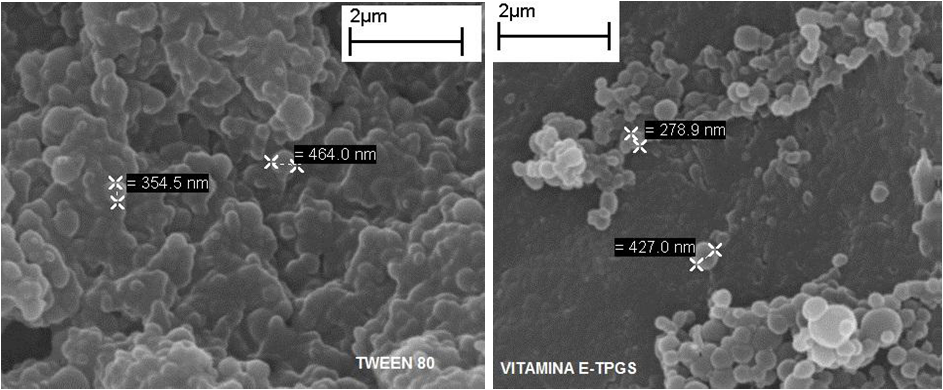 2µm
= 464.0 nm
= 354.5 nm
TWEEN 80
2µm
= 278.9 nm
= 427.0 nm
VITAMINA E-TPGS